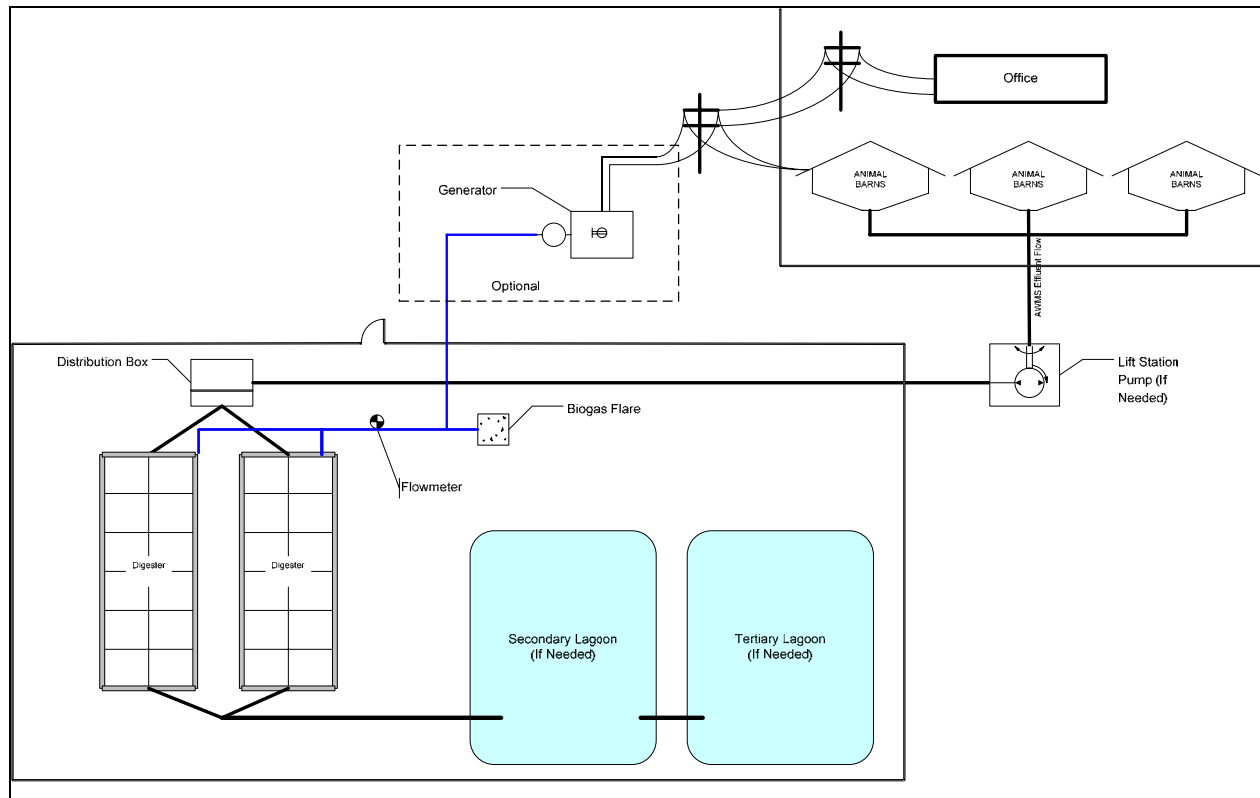 Office
ANIMAL
BARNS
ANIMAL
BARNS
ANIMAL
BARNS
Generator
Optional
AWMS Effluent Flow
Distribution Box
Lift Station
Pump (If
Needed)
Biogas Flare
Flowmeter
Digester
Digester
Secondary Lagoon
(If Needed)
Tertiary Lagoon
(If Needed)